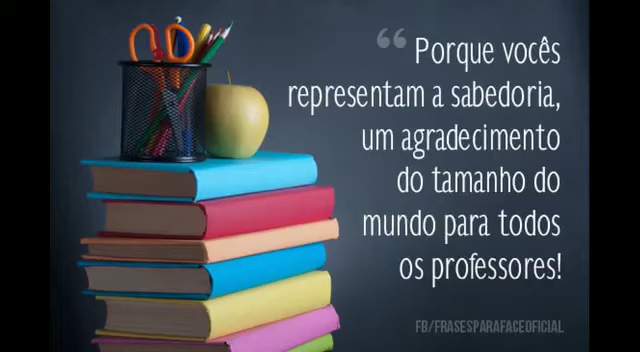 “ Porque vocês
representam a sabedoria,
um agradecimento
do tamanho do
mundo para todos
os professores!
FB/FRASESPARAFACEOFICIAL